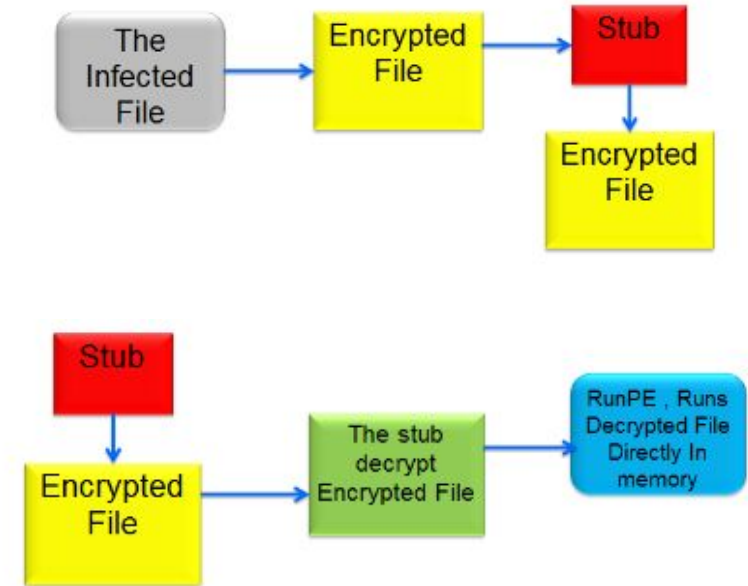 The
Infected
File
Encrypted
File
Stub
Encrypted
File
Stub
Encrypted
File
The stub
decrypt
Encrypted File
RunPE , Runs
Decrypted File
Directly In
memory